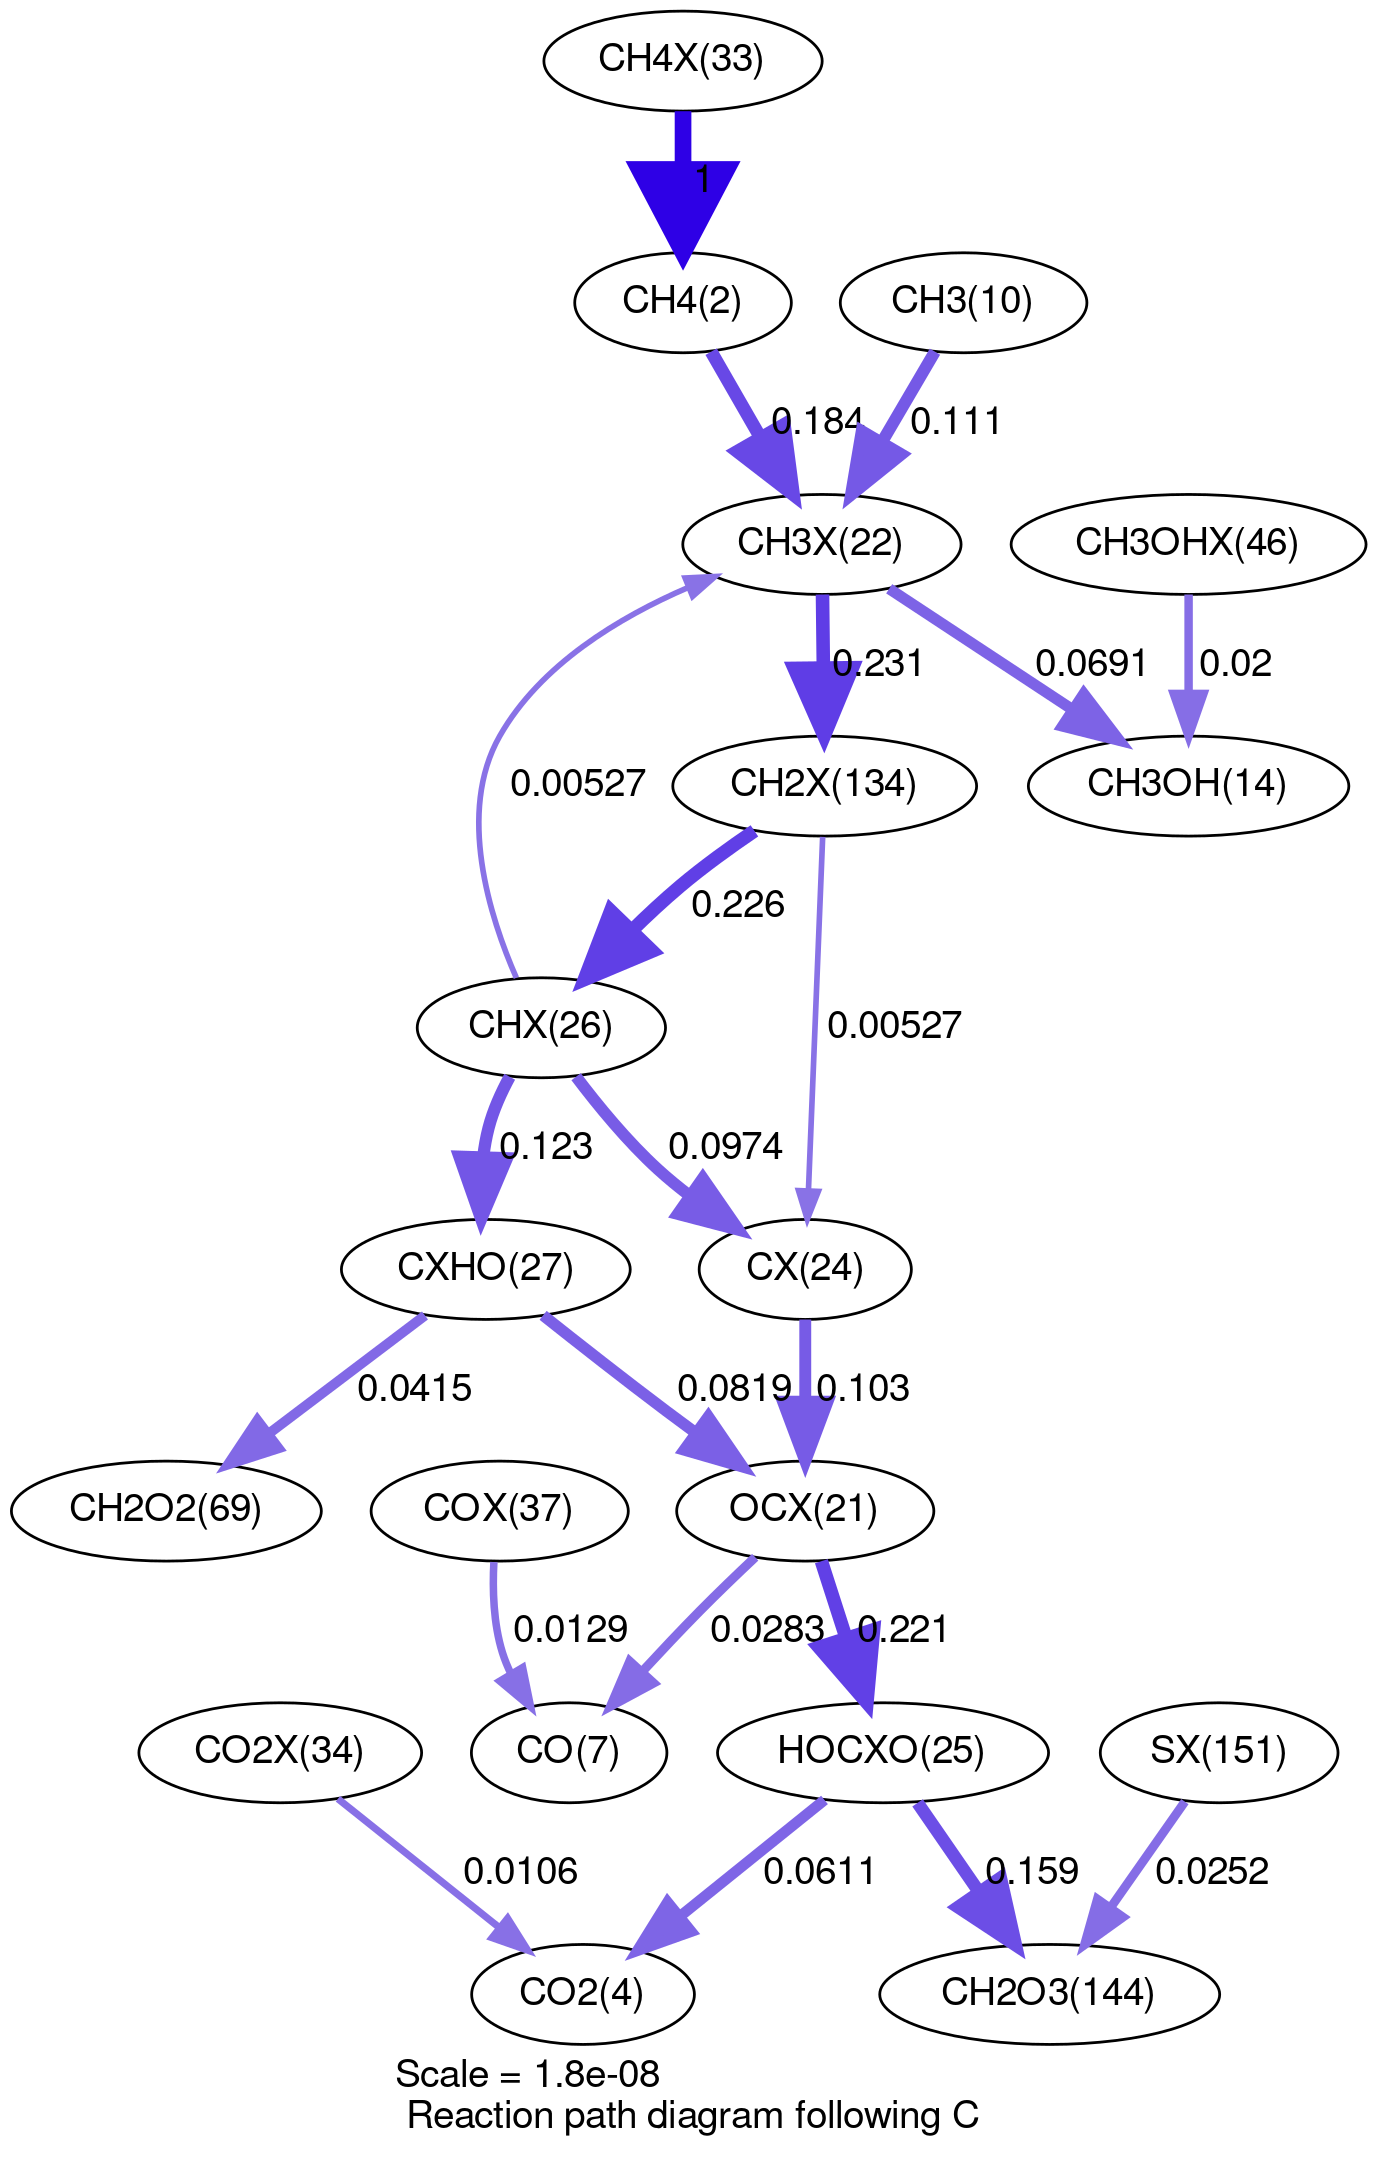 CH4X(33)
1
CH4(2)
CH3(10)
0.184
0.111
CH3X(22)
CH3OHX(46)
0.231
0.0691
0.02
0.00527
CH2X(134)
CH3OH(14)
0.226
CHX(26)
0.00527
0.123
0.0974
CXHO(27)
CX(24)
0.0415
0.0819
0.103
CH2O2(69)
COX(37)
OCX(21)
0.0129
0.0283
0.221
CO2X(34)
CO(7)
HOCXO(25)
SX(151)
0.0106
0.0611
0.159
0.0252
CO2(4)
CH2O3(144)
Scale = 1.8e-08
Reaction path diagram following C